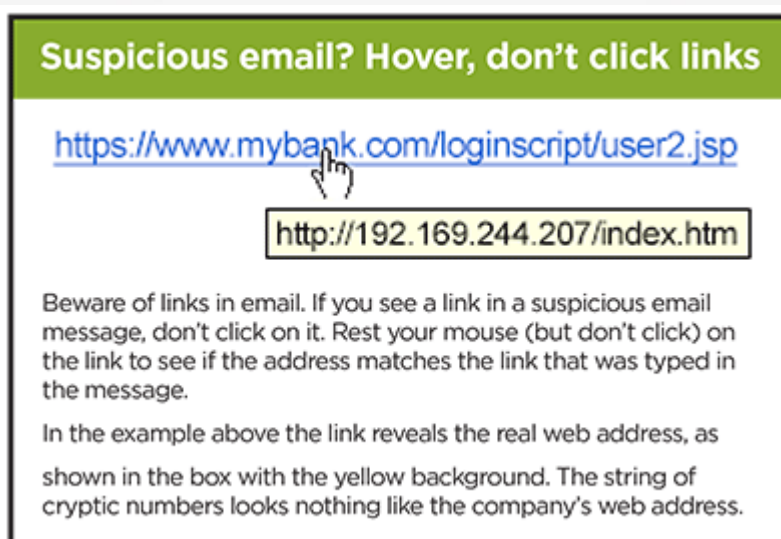 Suspicious email? Hover, don't click links
https://www.mybank.com/loginscript/user2.jsp
http://192.169.244.207/index.htm
Beware of links in email. If you see a link in a suspicious email
message, don't click on it. Rest your mouse (but don't click) on
the link to see if the address matches the link that was typed in
the message.
In the example above the link reveals the real web address, as
shown in the box with the yellow background. The string of
cryptic numbers looks nothing like the company's web address.